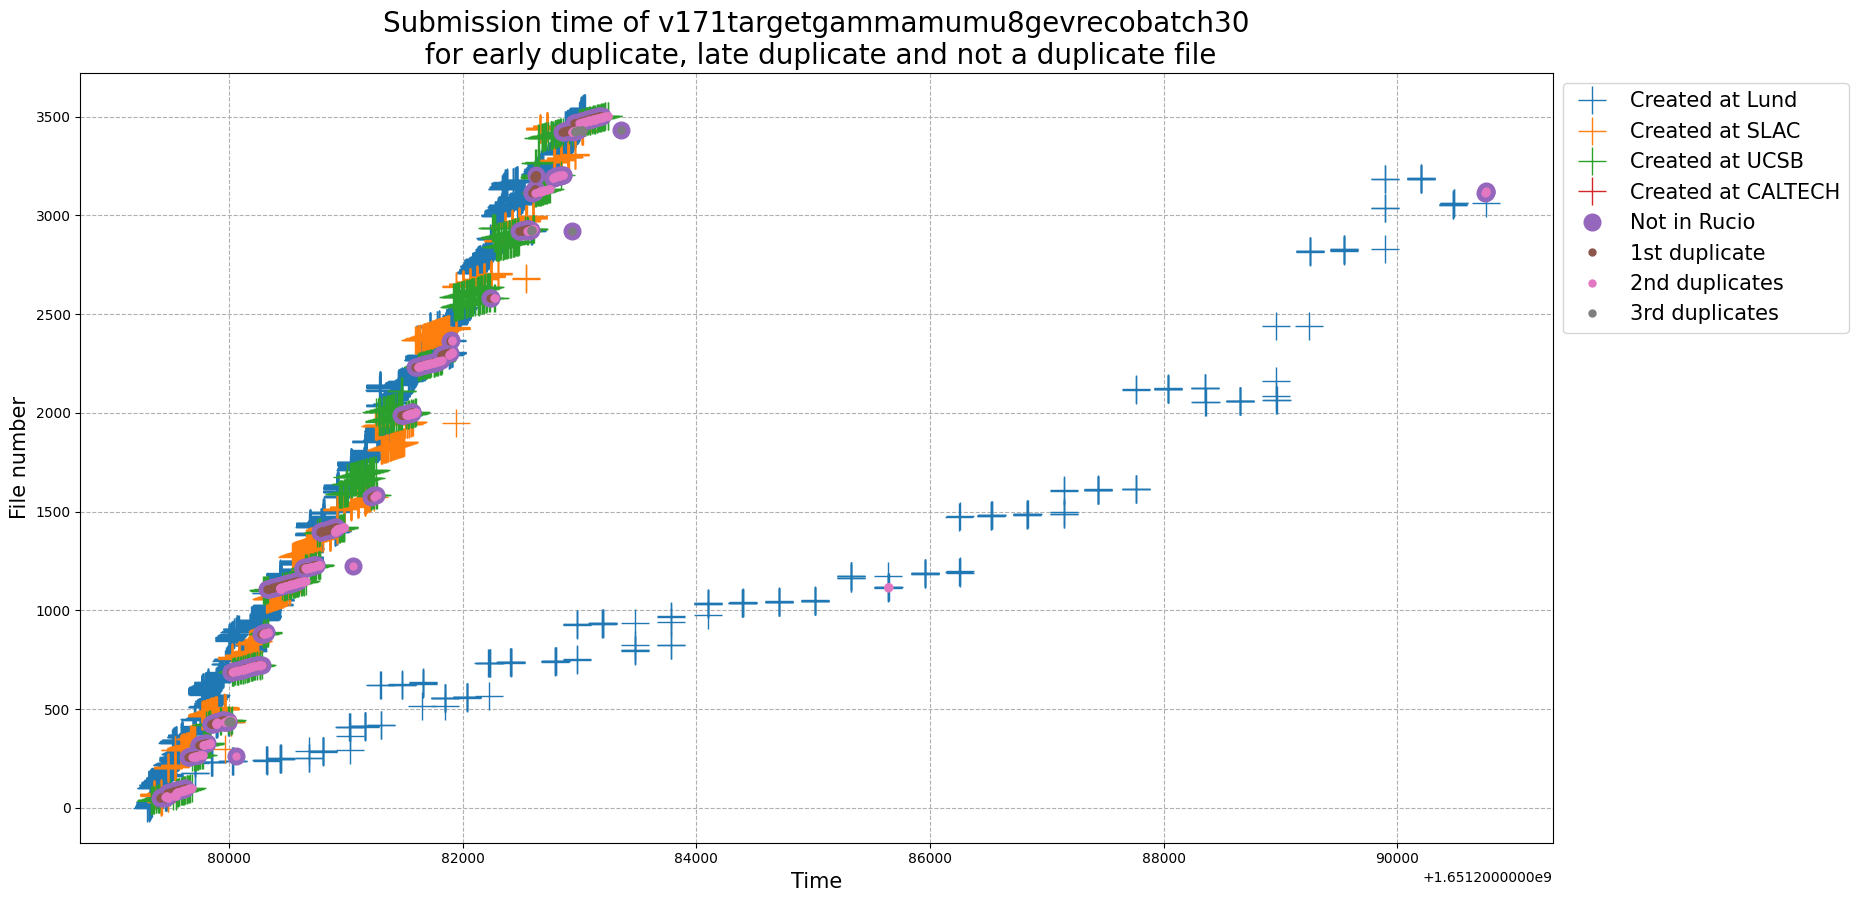 Submission time of v171targetgammamumu8gevrecobatch30
for early duplicate, late duplicate and not a duplicate file
File number
3500
3000
2500
2000
1500
1000
500
0
80000
82000
84000
86000
88000
90000
+1.6512000000e9
Time
Created at Lund
Created at SLAC
Created at UCSB
Created at CALTECH
Not in Rucio
1st duplicate
2nd duplicates
3rd duplicates